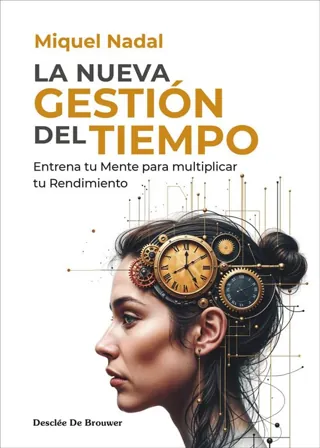 Miquel Nadal
LA NUEVA
GESTIÓN
DEL TIEMPO
Entrena tu Mente para multiplicar
tu Rendimiento
Desclée De Brouwer